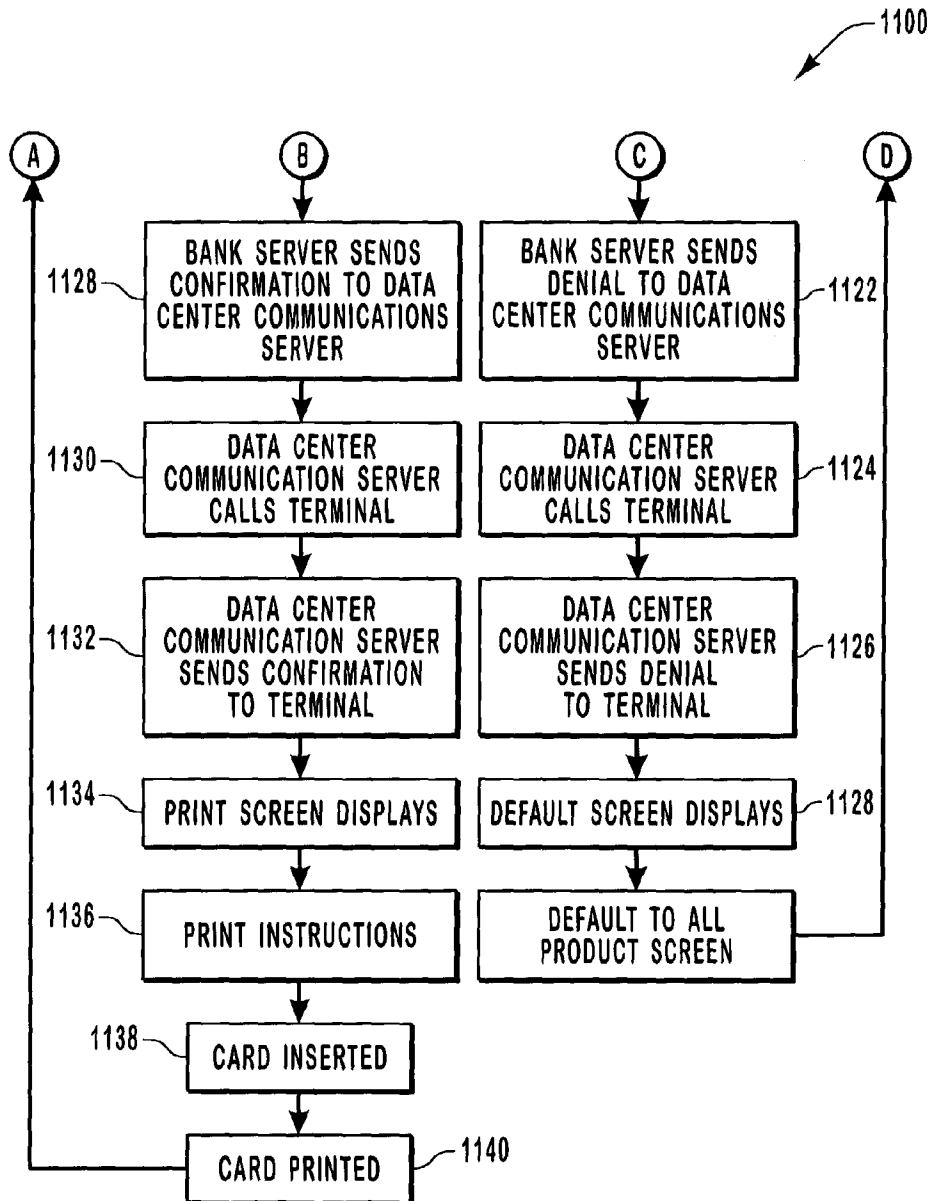 1100
A
B
C
D
BANK SERVER SENDS
CONFIRMATION TO DATA
CENTER COMMUNICATIONS
SERVER
1128
BANK SERVER SENDS
DENIAL TO DATA
CENTER COMMUNICATIONS
SERVER
1122
DATA CENTER
COMMUNICATION SERVER
CALLS TERMINAL
1130
DATA CENTER
COMMUNICATION SERVER
CALLS TERMINAL
1124
DATA CENTER
COMMUNICATION SERVER
SENDS CONFIRMATION
TO TERMINAL
1132
DATA CENTER
COMMUNICATION SERVER
SENDS DENIAL
TO TERMINAL
1126
1134
PRINT SCREEN DISPLAYS
DEFAULT SCREEN DISPLAYS
1128
1136
PRINT INSTRUCTIONS
DEFAULT TO ALL
PRODUCT SCREEN
1138
CARD INSERTED
CARD PRINTED
1140